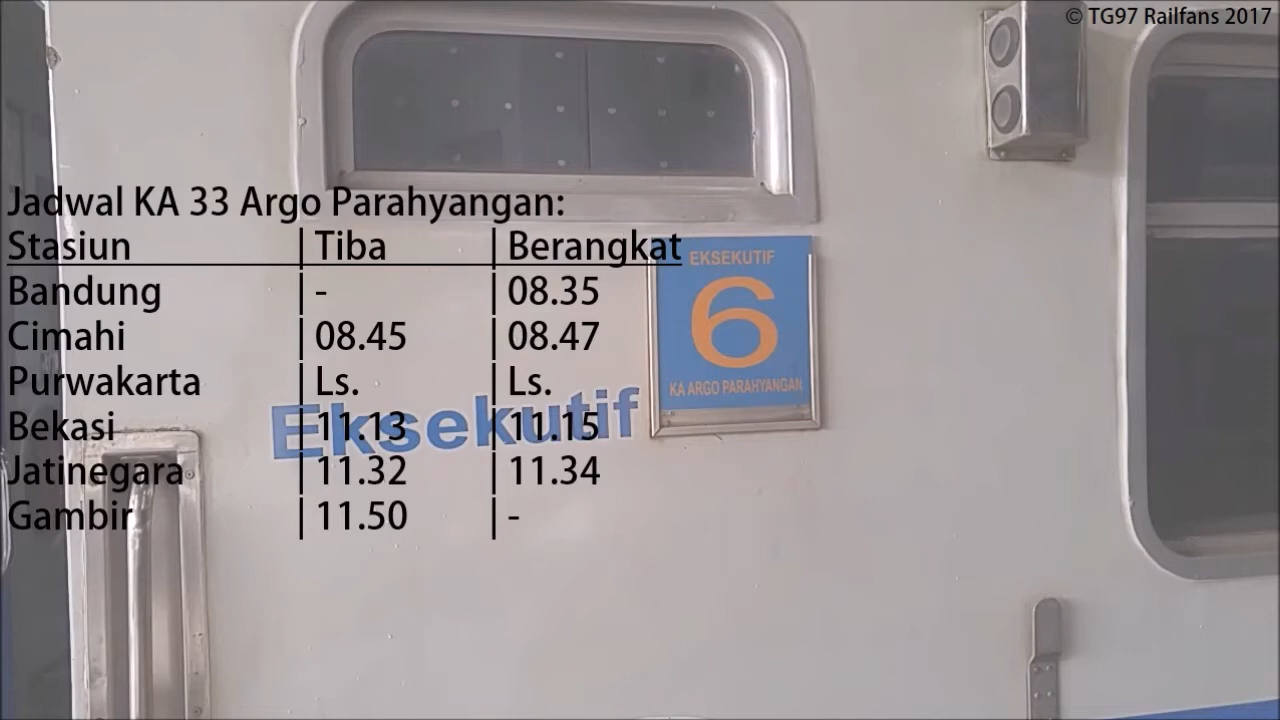 © TG97 Railfans 2017
Jadwal KA 33 Argo Parahyangan:
Stasiun | Tiba | Berangkat
Bandung | - | 08.35
Cimahi | 08.45 | 08.47
Purwakarta | Ls. | Ls.
Bekasi | 11.13 | 11.15
Jatinegara | 11.32 | 11.34
Gambir | 11.50 | -
EKSEKUTIF
6
KA ARGO PARAHYANGAN
Eksekutif